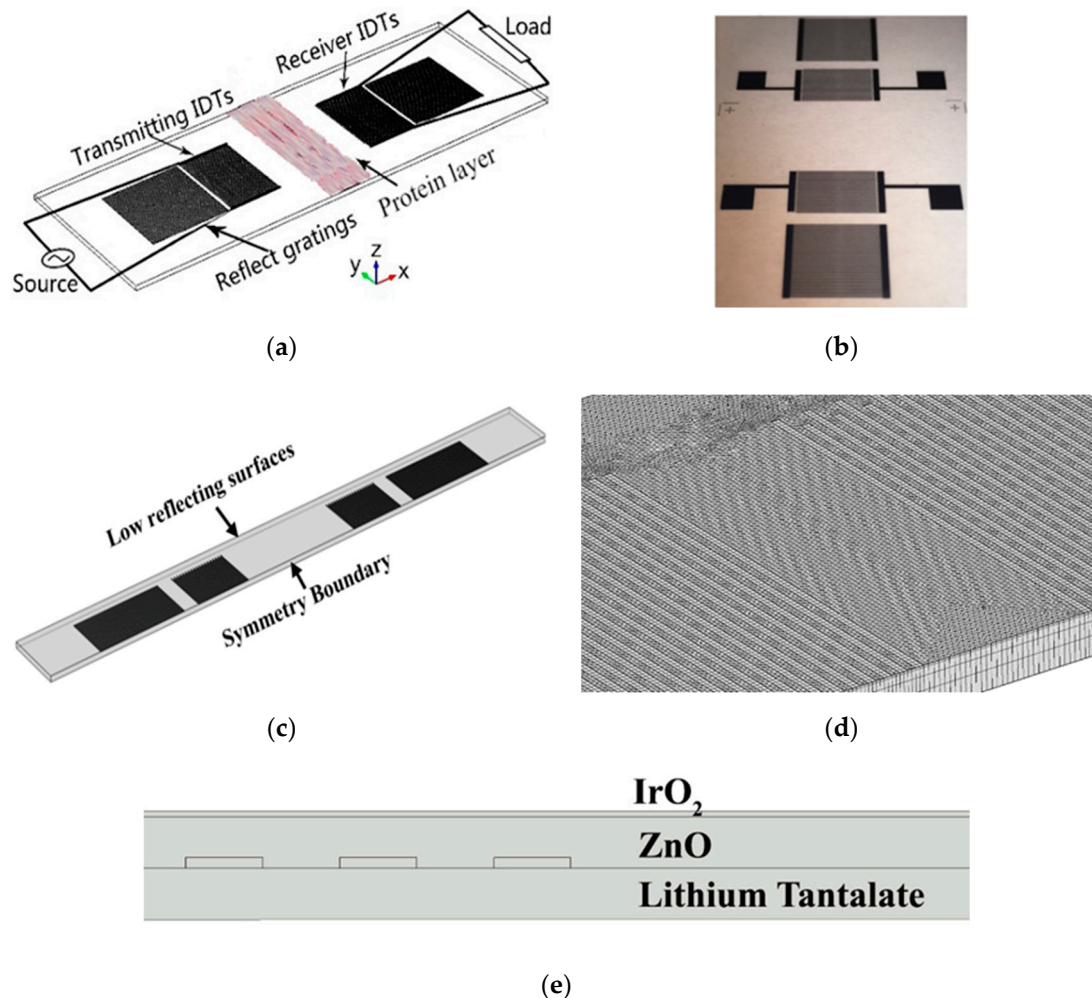 Receiver IDTs
Load
Transmitting IDTs
Protein layer
Reflect gratings
Source
z
y
x
(a)
(b)
Low reflecting surfaces
Symmetry Boundary
(c)
(d)
IrO₂
ZnO
Lithium Tantalate
(e)